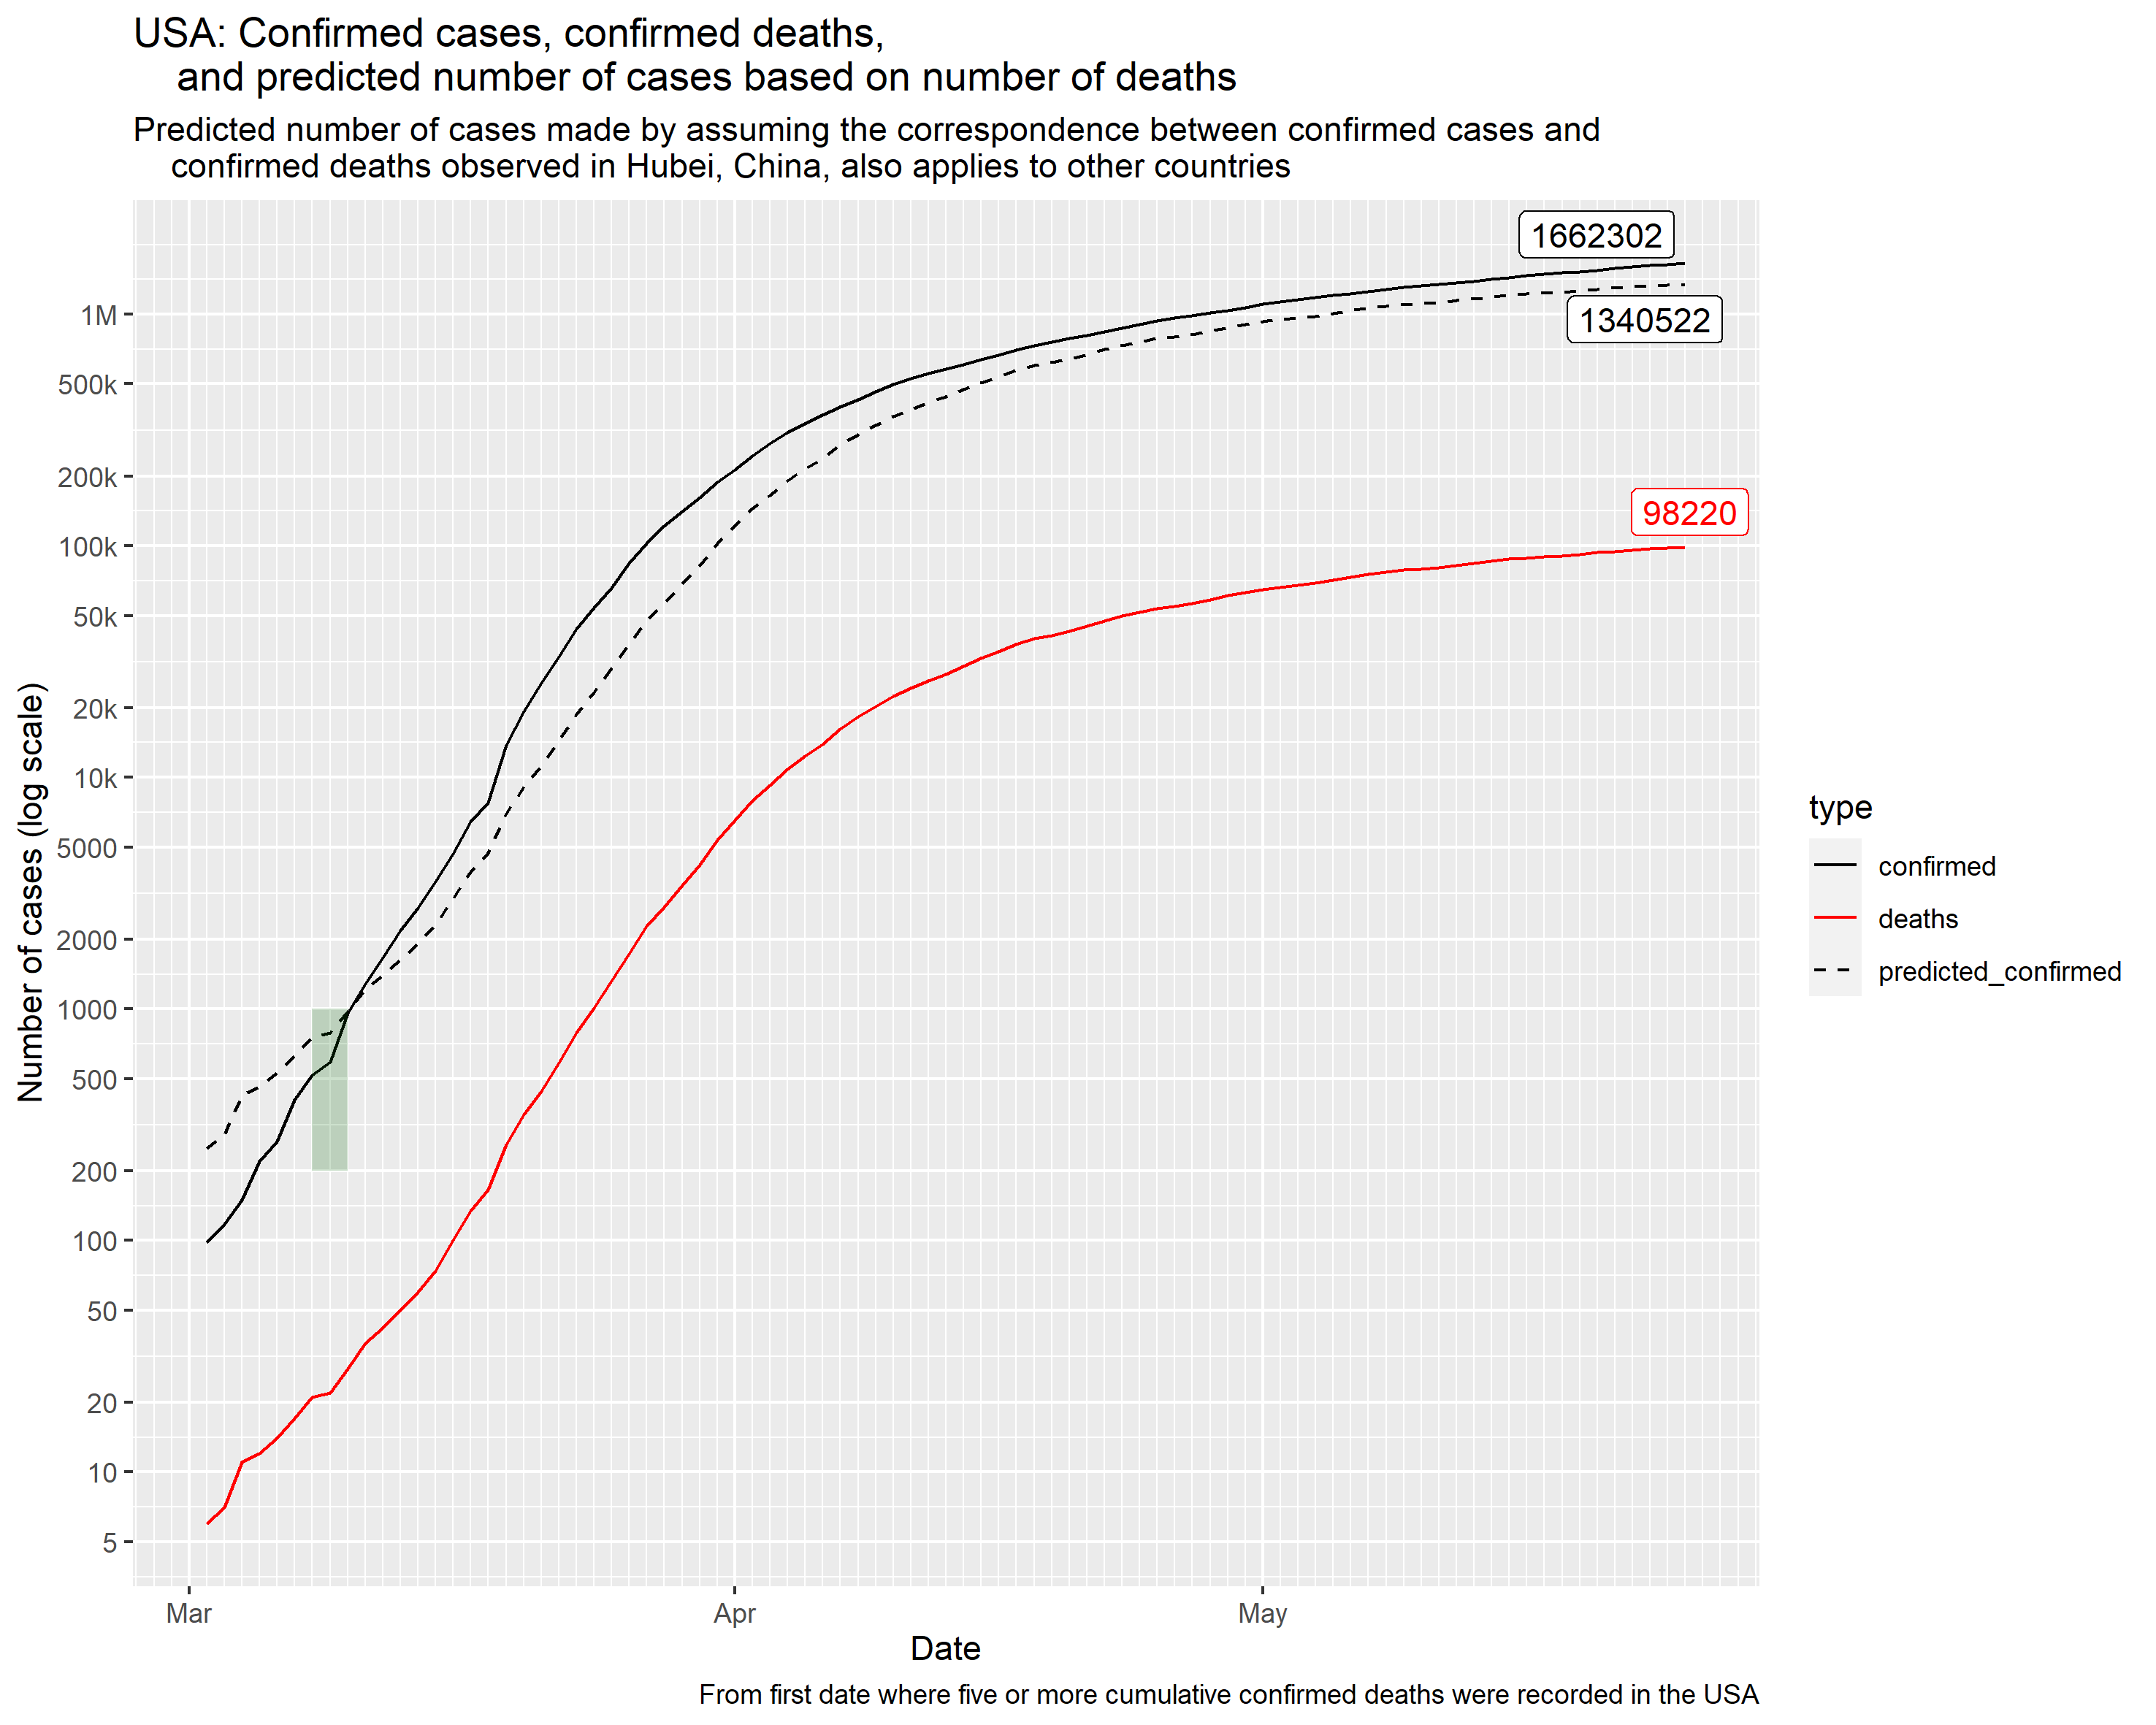 USA: Confirmed cases, confirmed deaths,
and predicted number of cases based on number of deaths
Predicted number of cases made by assuming the correspondence between confirmed cases and
confirmed deaths observed in Hubei, China, also applies to other countries
Number of cases (log scale)
1M
500k
200k
100k
50k
20k
10k
5000
2000
1000
500
200
100
50
20
10
5
1662302
1340522
98220
Mar Apr May
Date
type
confirmed
deaths
predicted_confirmed
From first date where five or more cumulative confirmed deaths were recorded in the USA